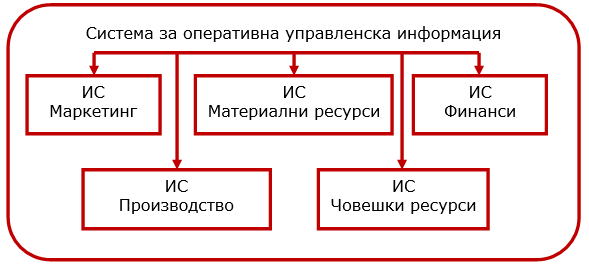 Система за оперативна управленска информация
ИС
Маркетинг
ИС
Материални ресурси
ИС
Финанси
ИС
Производство
ИС
Човешки ресурси